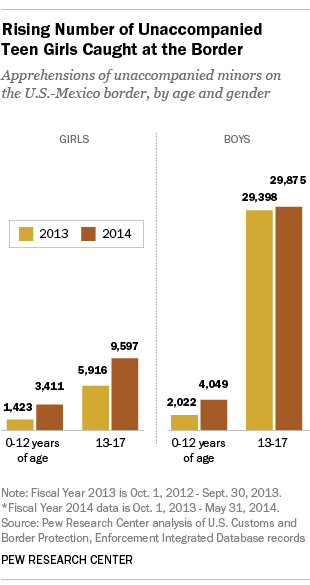 Rising Number of Unaccompanied
Teen Girls Caught at the Border
Apprehensions of unaccompanied minors on
the U.S.-Mexico border, by age and gender
GIRLS
BOYS
2013
2014
1,423
3,411
5,916
9,597
2,022
4,049
29,398
29,875
0-12 years
of age
13-17
0-12 years
of age
13-17
Note: Fiscal Year 2013 is Oct. 1, 2012 - Sept. 30, 2013.
*Fiscal Year 2014 data is Oct. 1, 2013 - May 31, 2014.
Source: Pew Research Center analysis of U.S. Customs and
Border Protection, Enforcement Integrated Database records
PEW RESEARCH CENTER